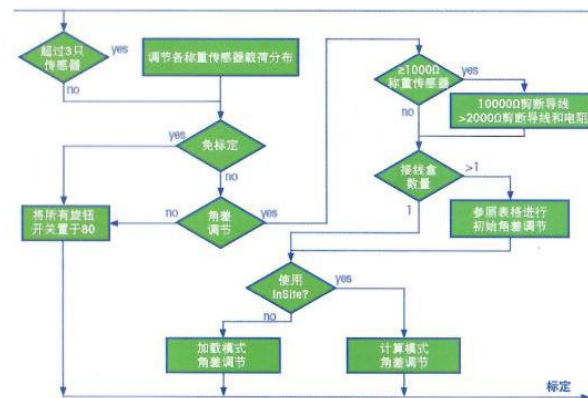 超过3只
传感器
yes
no
调节各称重传感器载荷分布
≥1000Ω
称重传感器
yes
no
10000Ω剪断导线
>2000Ω剪断导线和电阻
yes
免标定
no
接线盒
数量
>1
1
将所有旋钮
开关置于80
no
角差
调节
yes
参照表格进行
初始角差调节
使用
InSite?
yes
no
加载模式
角差调节
计算模式
角差调节
标定